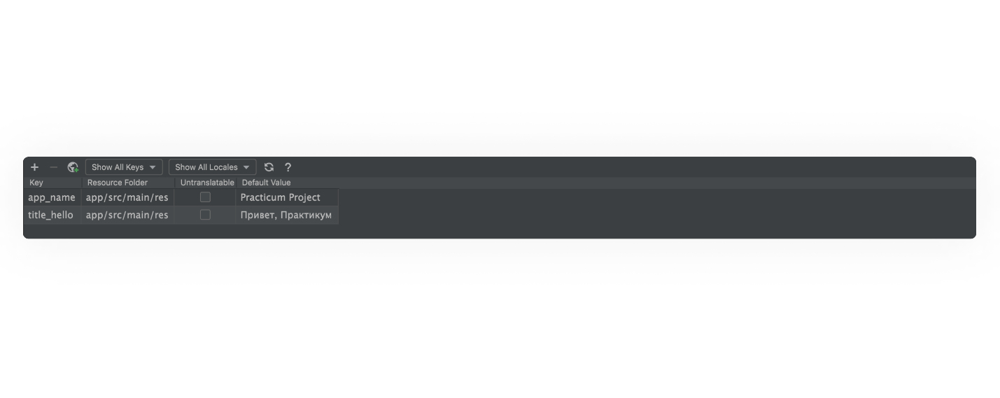 Show All Keys Show All Locales ?
Key Resource Folder Untranslatable Default Value
app_name app/src/main/res Practicum Project
title_hello app/src/main/res Привет, Практикум